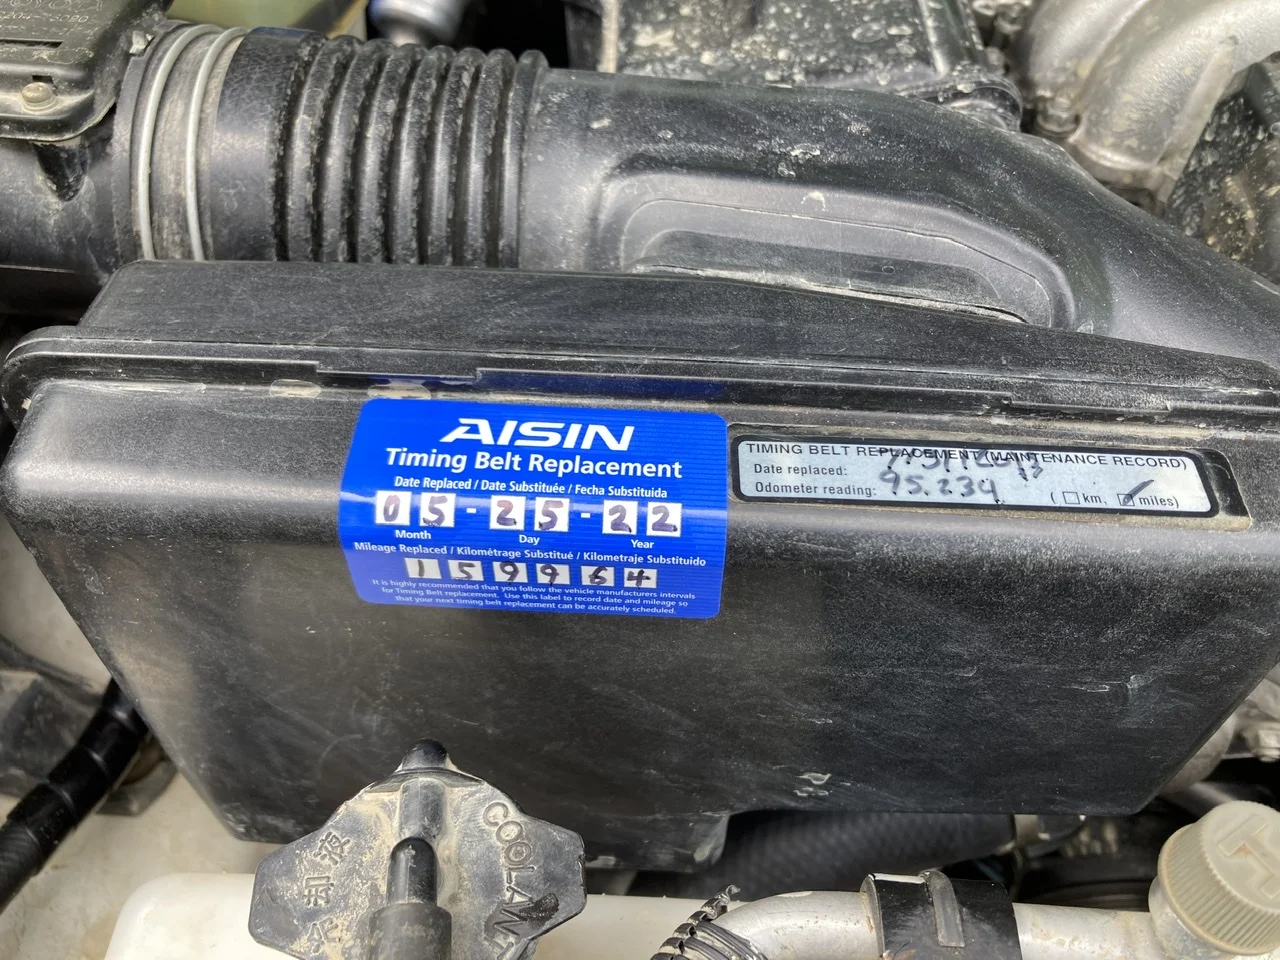 AISIN
Timing Belt Replacement
Date Replaced / Date Substituée / Fecha Substituida
05 - 25 - 22
Month Day Year
Mileage Replaced / Kilométrage Substitué / Kilometraje Substituido
159964
It is highly recommended that you follow the vehicle manufacturers intervals
for Timing Belt replacement. Use this label to record date and mileage so
that your next timing belt replacement can be accurately scheduled.
TIMING BELT REPLACEMENT (MAINTENANCE RECORD)
Date replaced:
Odometer reading: 95.234 ( km, miles)
COOLANT
冷却液